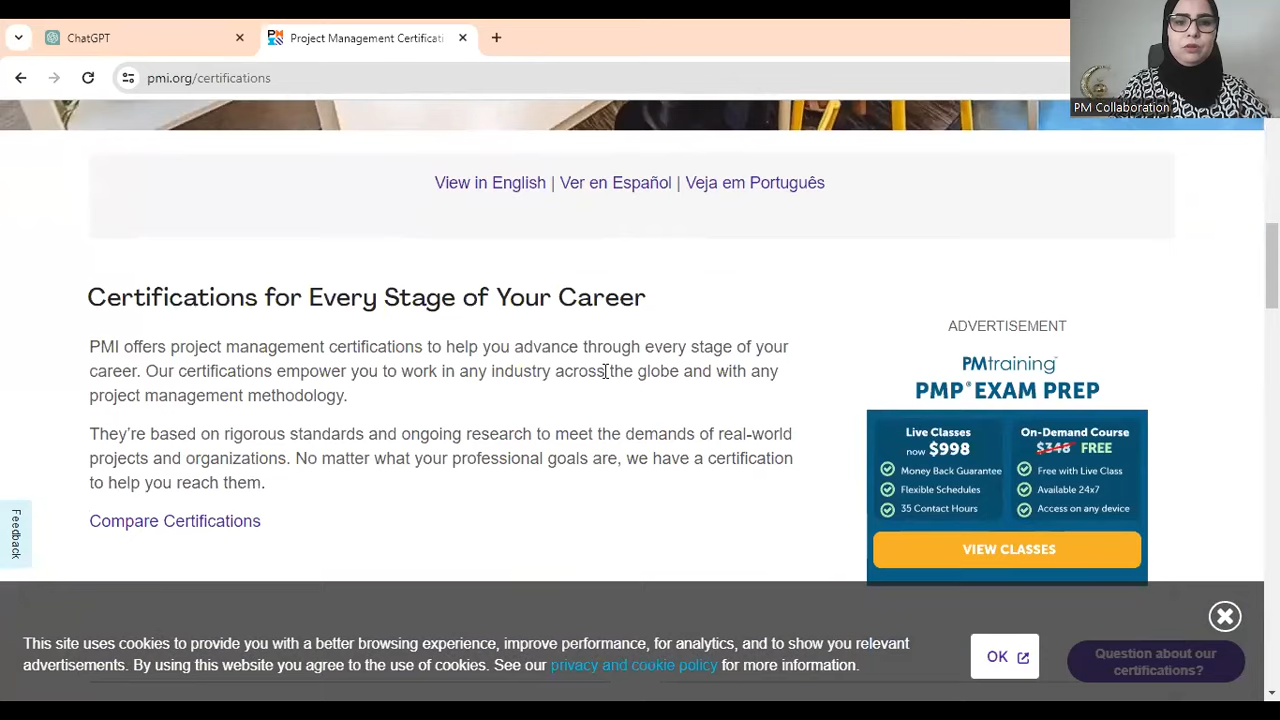 ChatGPT
Project Management Certificati
pmi.org/certifications
PM Collaboration
View in English | Ver en Español | Veja em Português
Certifications for Every Stage of Your Career
PMI offers project management certifications to help you advance through every stage of your
career. Our certifications empower you to work in any industry across the globe and with any
project management methodology.
They're based on rigorous standards and ongoing research to meet the demands of real-world
projects and organizations. No matter what your professional goals are, we have a certification
to help you reach them.
Compare Certifications
ADVERTISEMENT
PMtraining
PMP® EXAM PREP
Live Classes
now $998
Money Back Guarantee
Flexible Schedules
35 Contact Hours
On-Demand Course
$348 FREE
Free with Live Class
Available 24x7
Access on any device
VIEW CLASSES
Feedback
This site uses cookies to provide you with a better browsing experience, improve performance, for analytics, and to show you relevant
advertisements. By using this website you agree to the use of cookies. See our privacy and cookie policy for more information.
OK
Question about our
certifications?